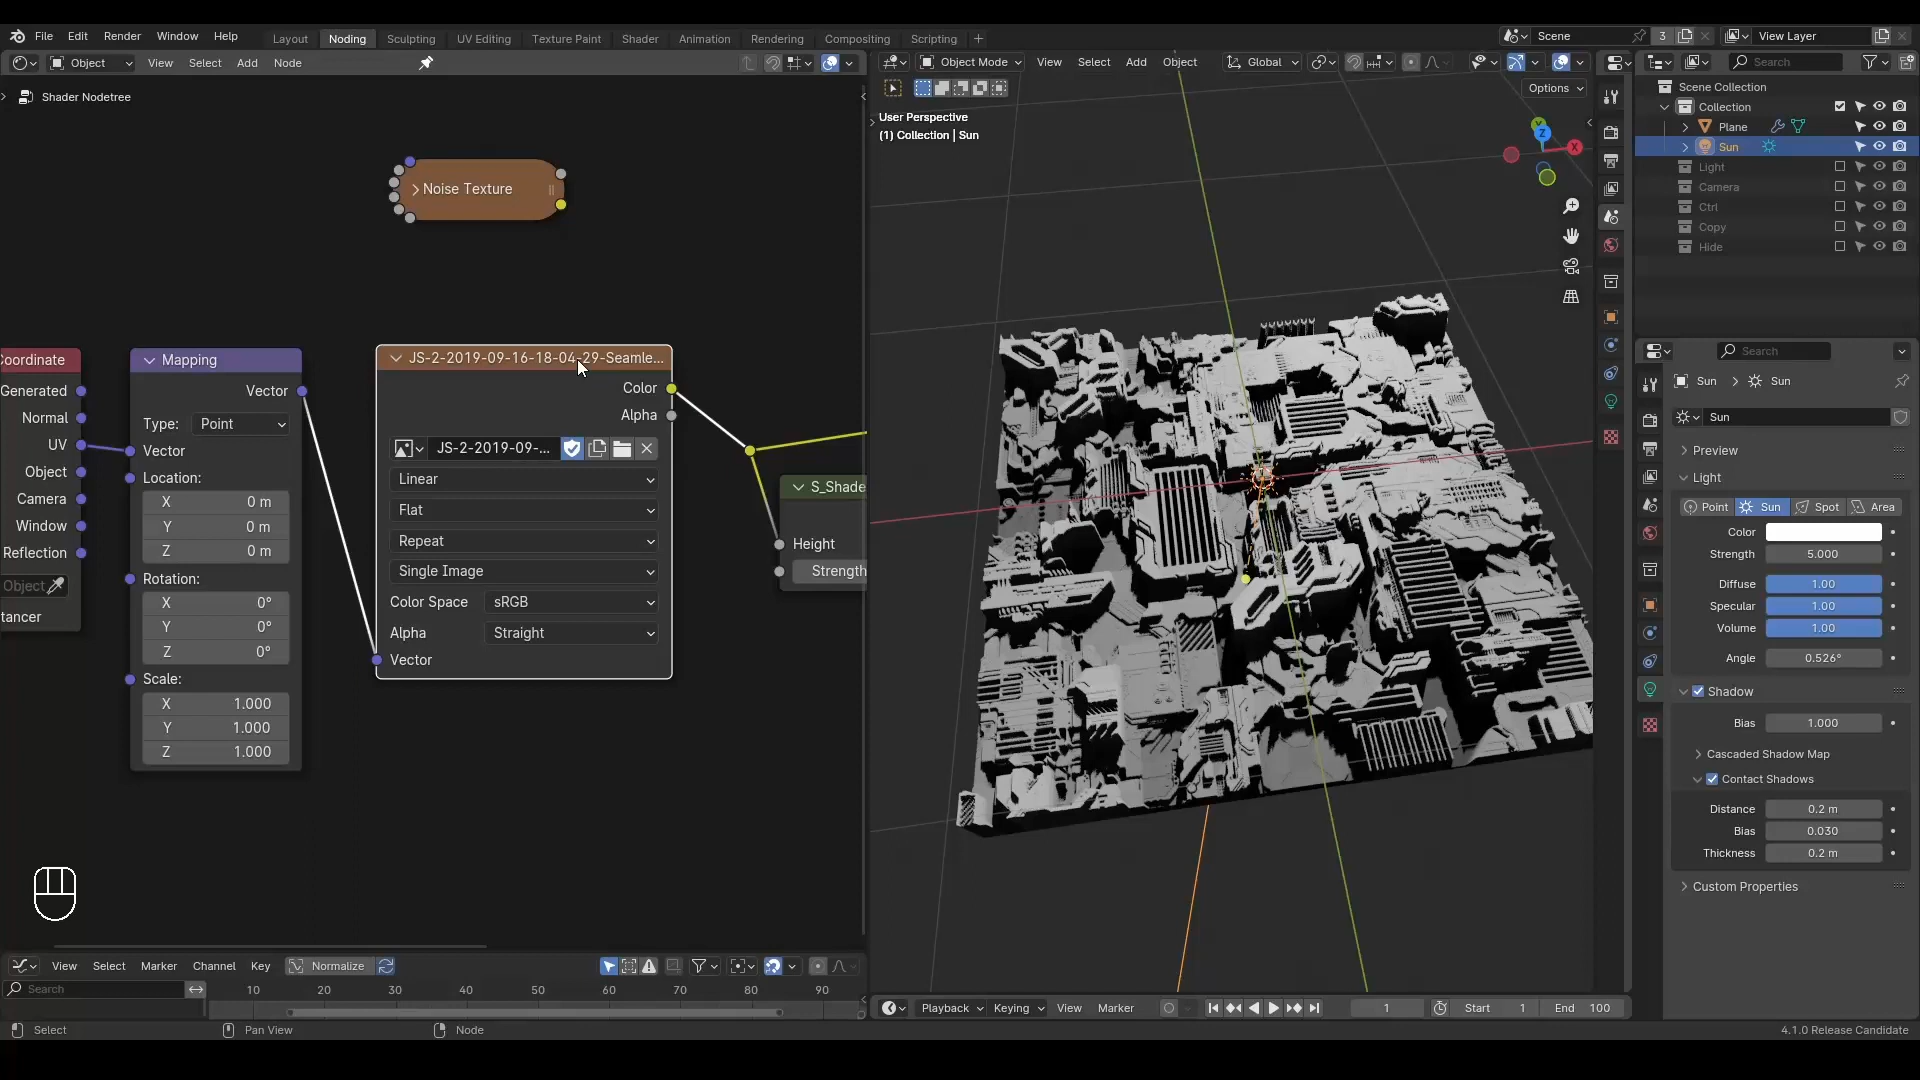 File Edit Render Window Help Layout Noding Sculpting UV Editing Texture Paint Shader Animation Rendering Compositing Scripting + Scene 3 View Layer
Object View Select Add Node
Object Mode View Select Add Object Global
Search
Options
Shader Nodetree
User Perspective
(1) Collection | Sun
Scene Collection
Collection
Plane
Sun
Light
Camera
Ctrl
Copy
Hide
Z
X
Noise Texture
oordinate
Generated
Normal
UV
Object
Camera
Window
Reflection
Object
tancer
Mapping
Vector
Type: Point
Vector
Location:
X 0 m
Y 0 m
Z 0 m
Rotation:
X 0°
Y 0°
Z 0°
Scale:
X 1.000
Y 1.000
Z 1.000
JS-2-2019-09-16-18-04-29-Seamle...
Color
Alpha
JS-2-2019-09-...
Linear
Flat
Repeat
Single Image
Color Space sRGB
Alpha Straight
Vector
S_Shade
Height
Strength
Search
Sun > Sun
Sun
Preview
Light
Point Sun Spot Area
Color
Strength 5.000
Diffuse 1.00
Specular 1.00
Volume 1.00
Angle 0.526°
Shadow
Bias 1.000
Cascaded Shadow Map
Contact Shadows
Distance 0.2 m
Bias 0.030
Thickness 0.2 m
Custom Properties
View Select Marker Channel Key Normalize
Search
10 20 30 40 50 60 70 80 90
Playback Keying View Marker 1 Start 1 End 100
Select Pan View Node 4.1.0 Release Candidate